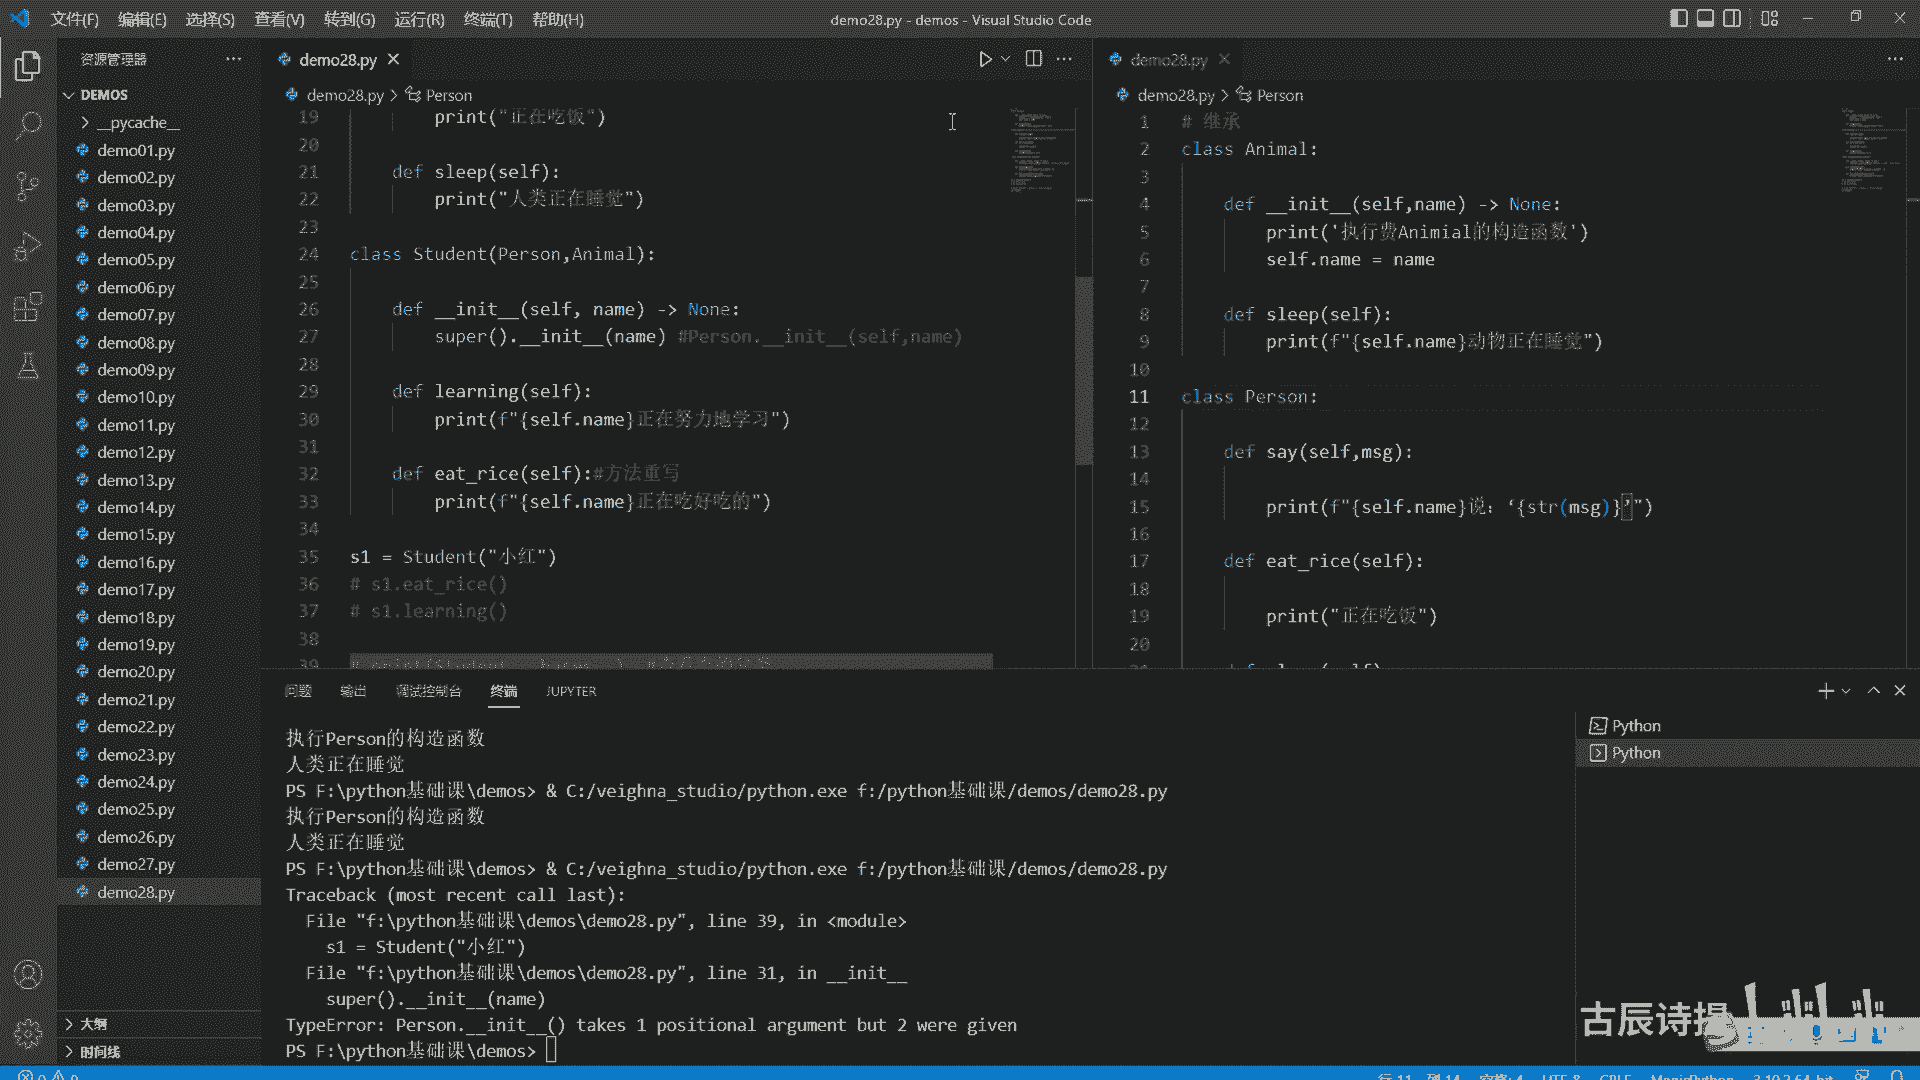 文件(F) 编辑(E) 选择(S) 查看(V) 转到(G) 运行(R) 终端(T) 帮助(H)
demo28.py - demos - Visual Studio Code
资源管理器
DEMOS
__pycache__
demo01.py
demo02.py
demo03.py
demo04.py
demo05.py
demo06.py
demo07.py
demo08.py
demo09.py
demo10.py
demo11.py
demo12.py
demo13.py
demo14.py
demo15.py
demo16.py
demo17.py
demo18.py
demo19.py
demo20.py
demo21.py
demo22.py
demo23.py
demo24.py
demo25.py
demo26.py
demo27.py
demo28.py
大纲
时间线
demo28.py
demo28.py > Person
19 print("正在吃饭")
20
21 def sleep(self):
22 print("人类正在睡觉")
23
24 class Student(Person,Animal):
25
26 def __init__(self, name) -> None:
27 super().__init__(name) #Person.__init__(self,name)
28
29 def learning(self):
30 print(f"{self.name}正在努力地学习")
31
32 def eat_rice(self):#方法重写
33 print(f"{self.name}正在吃好吃的")
34
35 s1 = Student("小红")
36 # s1.eat_rice()
37 # s1.learning()
38
39
demo28.py
demo28.py > Person
1 # 继承
2 class Animal:
3
4 def __init__(self,name) -> None:
5 print('执行费Animial的构造函数')
6 self.name = name
7
8 def sleep(self):
9 print(f"{self.name}动物正在睡觉")
10
11 class Person:
12
13 def say(self,msg):
14
15 print(f"{self.name}说：‘{str(msg)}’")
16
17 def eat_rice(self):
18
19 print("正在吃饭")
20
问题 输出 调试控制台 终端 JUPYTER
执行Person的构造函数
人类正在睡觉
PS F:\python基础课\demos> & C:/veighna_studio/python.exe f:/python基础课/demos/demo28.py
执行Person的构造函数
人类正在睡觉
PS F:\python基础课\demos> & C:/veighna_studio/python.exe f:/python基础课/demos/demo28.py
Traceback (most recent call last):
File "f:\python基础课\demos\demo28.py", line 39, in <module>
s1 = Student("小红")
File "f:\python基础课\demos\demo28.py", line 31, in __init__
super().__init__(name)
TypeError: Person.__init__() takes 1 positional argument but 2 were given
PS F:\python基础课\demos>
Python
Python
古辰诗提